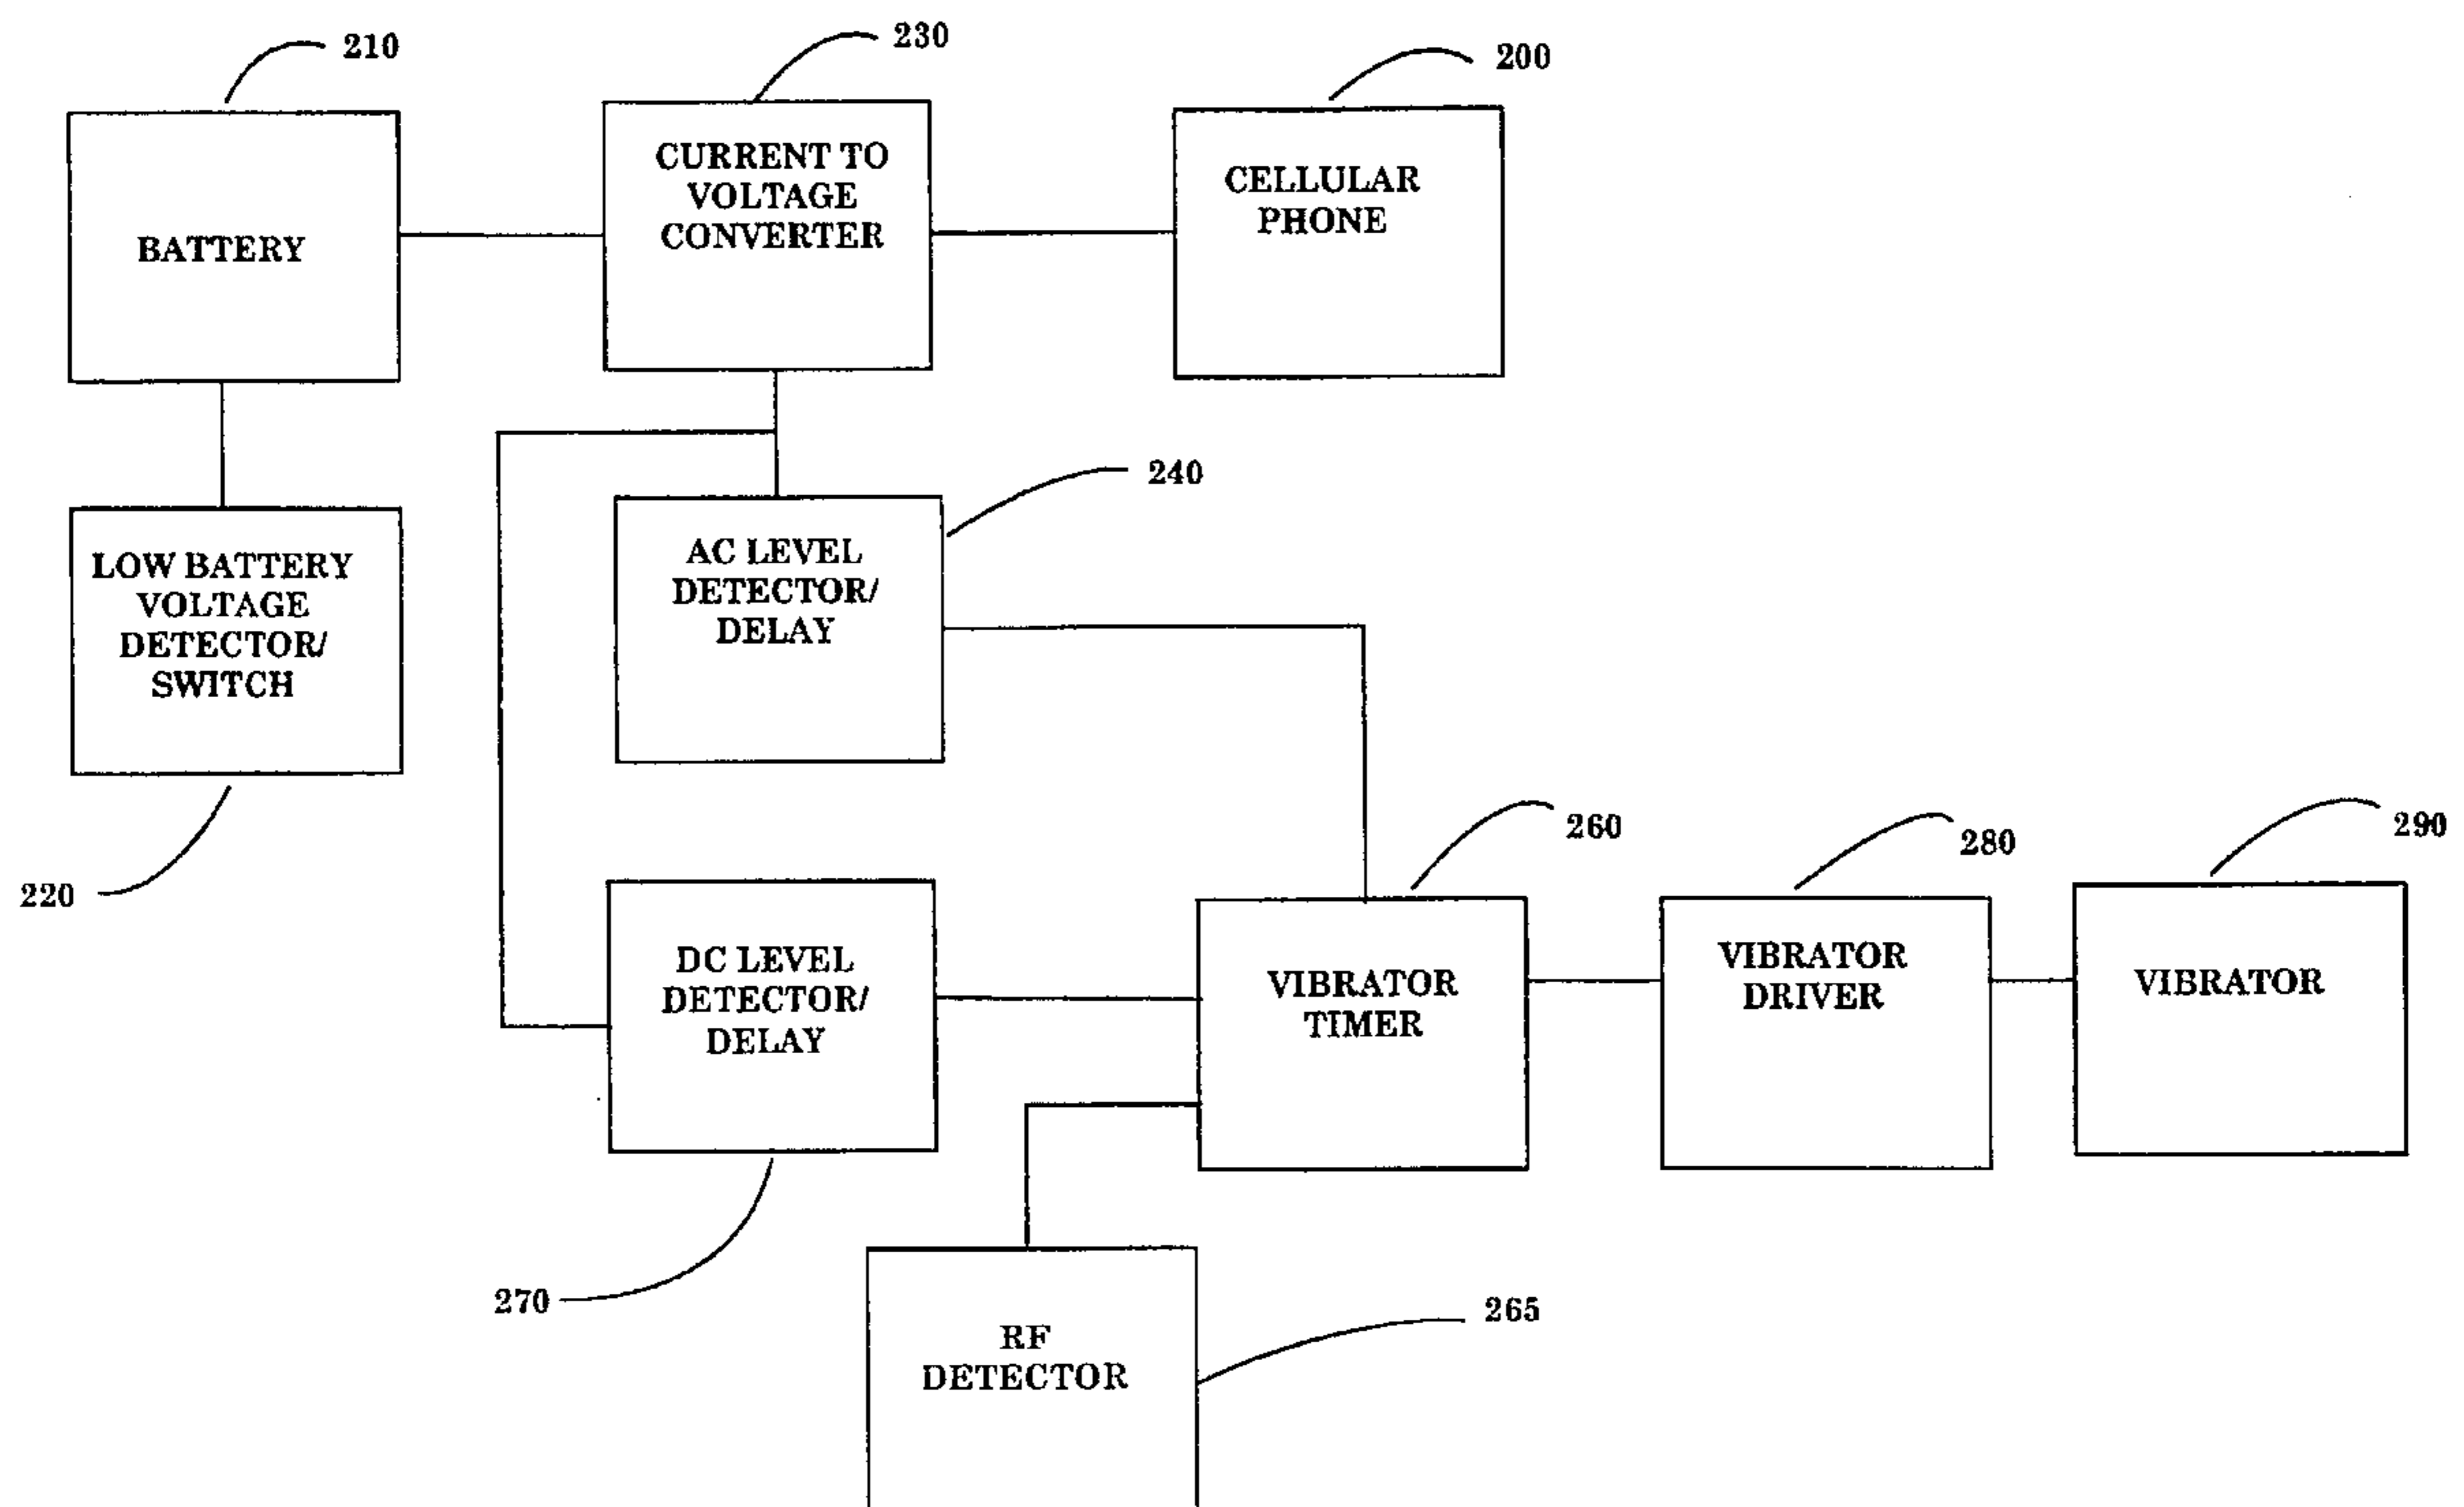 210
230
200
BATTERY
CURRENT TO
VOLTAGE
CONVERTER
CELLULAR
PHONE
240
LOW BATTERY
VOLTAGE
DETECTOR/
SWITCH
AC LEVEL
DETECTOR/
DELAY
220
260
280
290
DC LEVEL
DETECTOR/
DELAY
VIBRATOR
TIMER
VIBRATOR
DRIVER
VIBRATOR
270
265
RF
DETECTOR